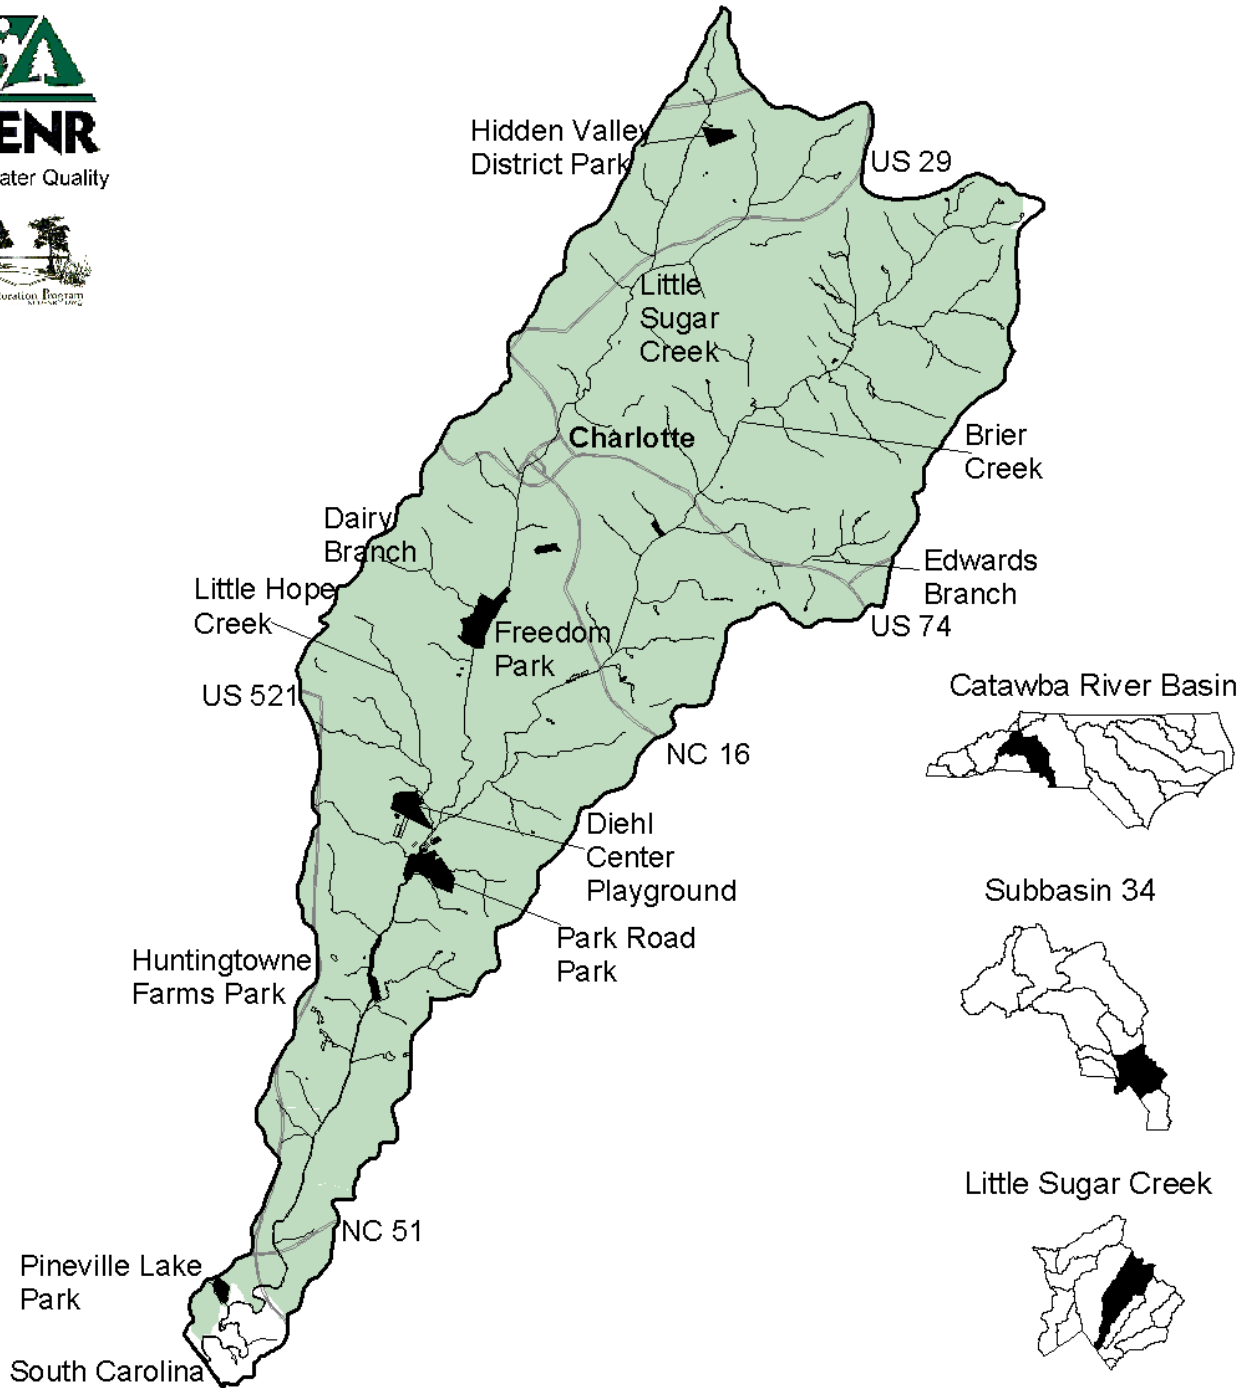 ENR
ater Quality
oration Program
Hidden Valley
District Park
US 29
Little
Sugar
Creek
Charlotte
Brier
Creek
Dairy
Branch
Edwards
Branch
Little Hope
Creek
US 74
Freedom
Park
US 521
Catawba River Basin
NC 16
Diehl
Center
Playground
Subbasin 34
Park Road
Park
Huntingtowne
Farms Park
Little Sugar Creek
NC 51
Pineville Lake
Park
South Carolina